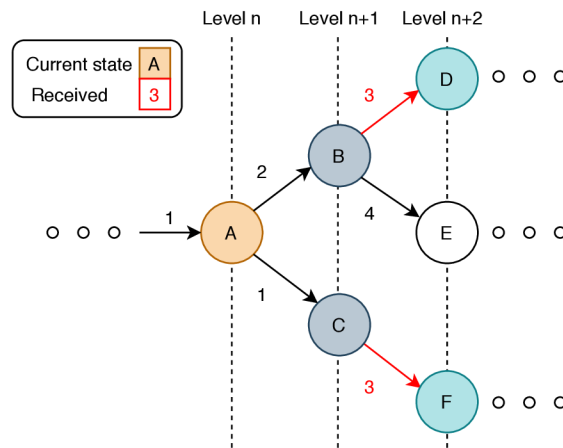 Level n Level n+1 Level n+2
Current state A
Received 3
3
D
2
B
4
1
A
E
1
C
3
F